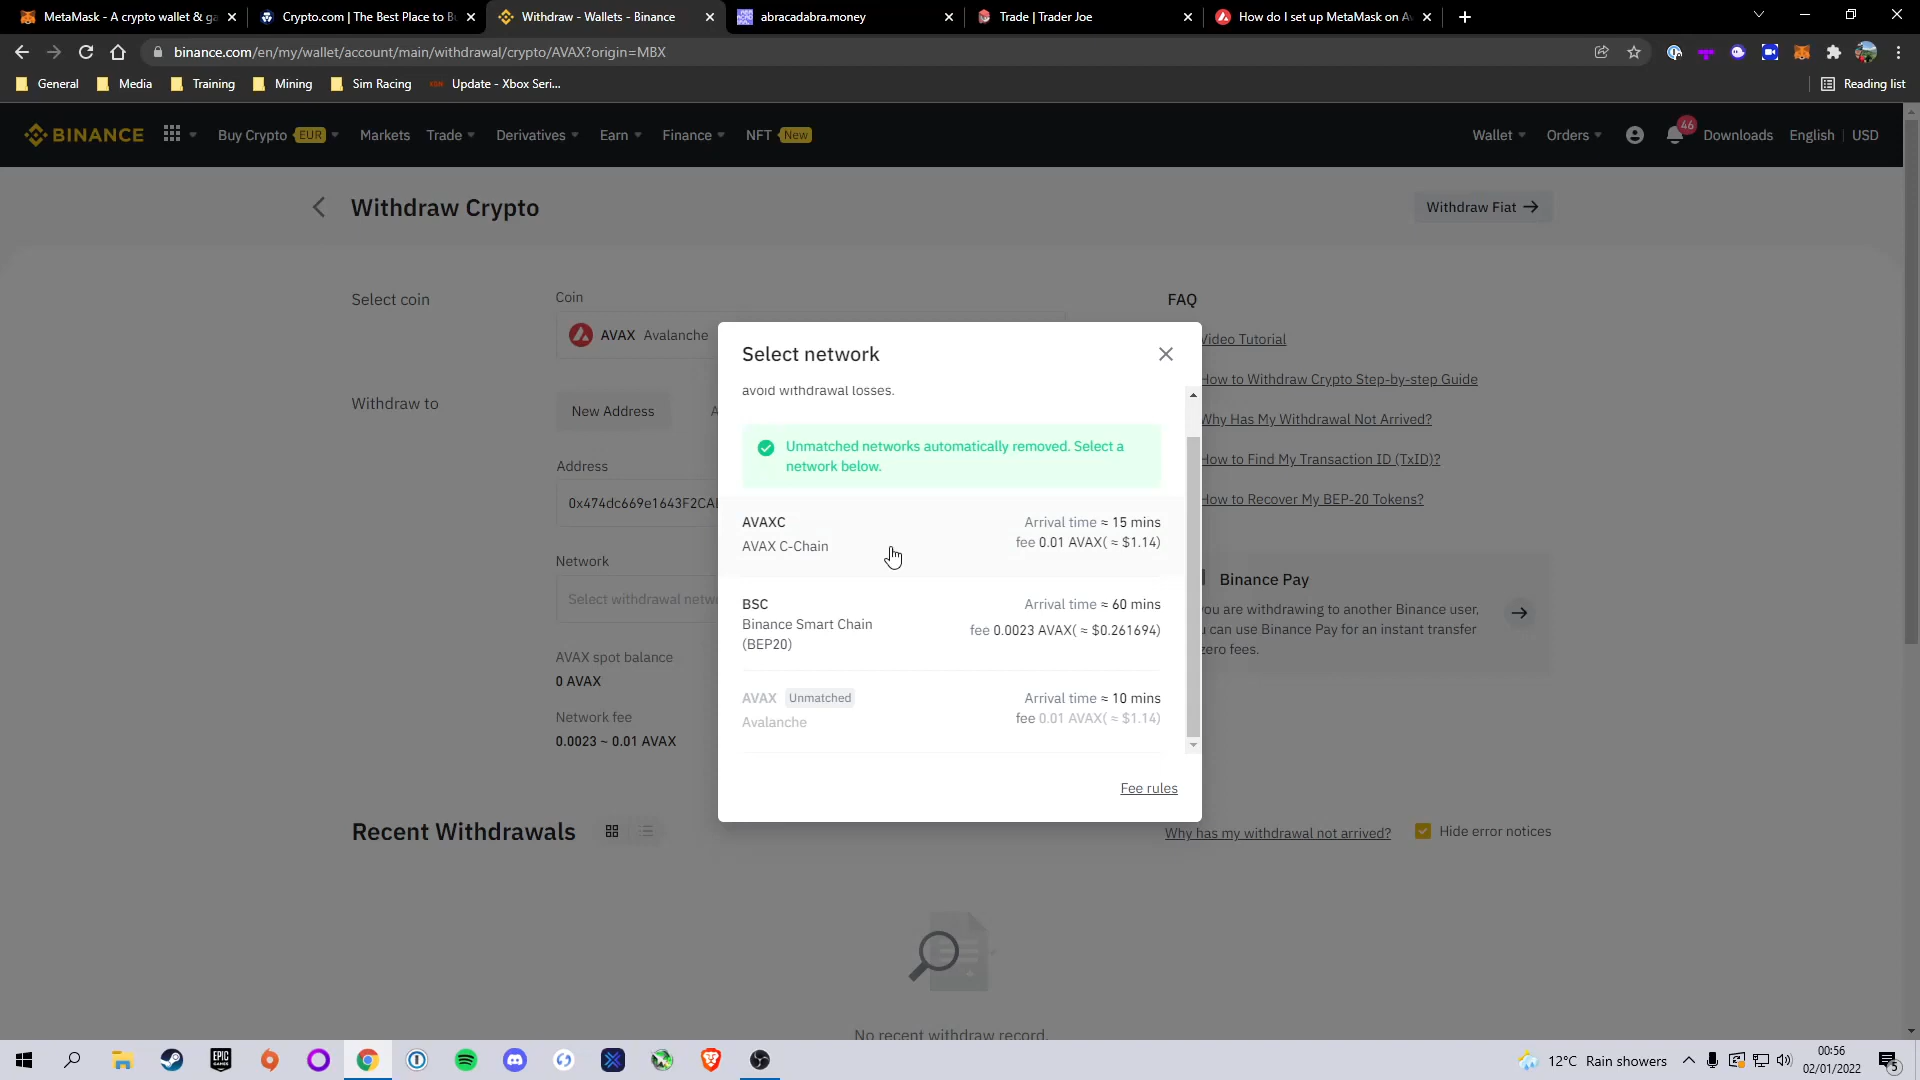 MetaMask - A crypto wallet & ga
Crypto.com | The Best Place to Bu
Withdraw - Wallets - Binance
abracadabra.money
Trade | Trader Joe
How do I set up MetaMask on Av
binance.com/en/my/wallet/account/main/withdrawal/crypto/AVAX?origin=MBX
General
Media
Training
Mining
Sim Racing
Update - Xbox Seri...
Reading list
BINANCE
Buy Crypto EUR
Markets
Trade
Derivatives
Earn
Finance
NFT New
Wallet
Orders
46
Downloads
English
USD
Withdraw Crypto
Withdraw Fiat →
Select coin
Coin
AVAX Avalanche
Withdraw to
New Address
Address
0x474dc669e1643F2CA
Network
Select withdrawal netw
AVAX spot balance
0 AVAX
Network fee
0.0023 ~ 0.01 AVAX
Select network
avoid withdrawal losses.
Unmatched networks automatically removed. Select a
network below.
AVAXC
AVAX C-Chain
Arrival time ≈ 15 mins
fee 0.01 AVAX( ≈ $1.14)
BSC
Binance Smart Chain
(BEP20)
Arrival time ≈ 60 mins
fee 0.0023 AVAX( ≈ $0.261694)
AVAX Unmatched
Avalanche
Arrival time ≈ 10 mins
fee 0.01 AVAX( ≈ $1.14)
Fee rules
FAQ
Video Tutorial
How to Withdraw Crypto Step-by-step Guide
Why Has My Withdrawal Not Arrived?
How to Find My Transaction ID (TxID)?
How to Recover My BEP-20 Tokens?
Binance Pay
you are withdrawing to another Binance user,
can use Binance Pay for an instant transfer
zero fees.
Recent Withdrawals
Why has my withdrawal not arrived?
Hide error notices
No recent withdraw record.
EPIC GAMES
12°C Rain showers
00:56
02/01/2022
5